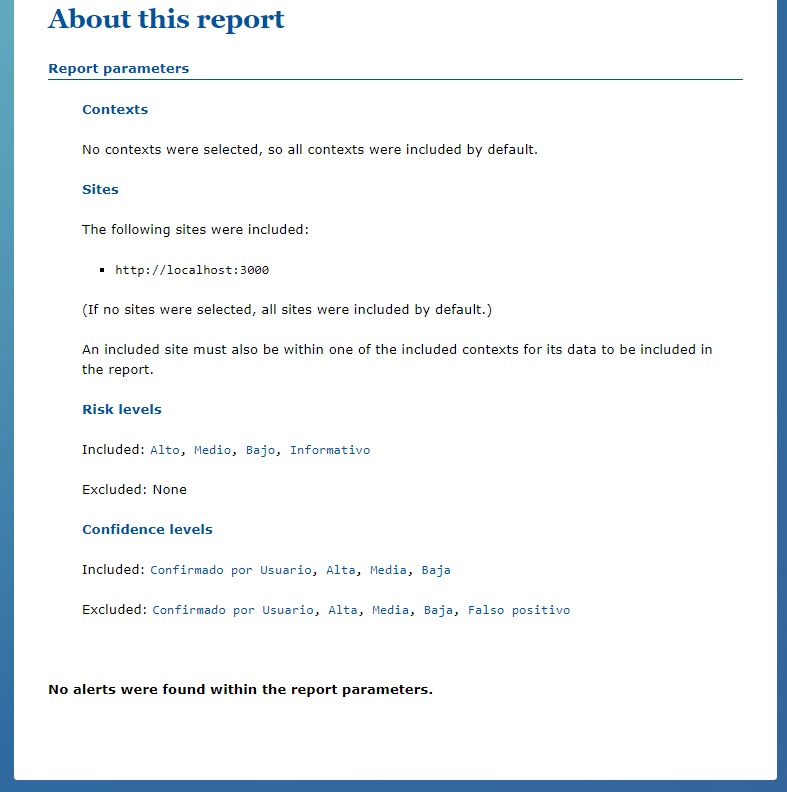 About this report
Report parameters
Contexts
No contexts were selected, so all contexts were included by default.
Sites
The following sites were included:
http://localhost:3000
(If no sites were selected, all sites were included by default.)
An included site must also be within one of the included contexts for its data to be included in
the report.
Risk levels
Included: Alto, Medio, Bajo, Informativo
Excluded: None
Confidence levels
Included: Confirmado por Usuario, Alta, Media, Baja
Excluded: Confirmado por Usuario, Alta, Media, Baja, Falso positivo
No alerts were found within the report parameters.